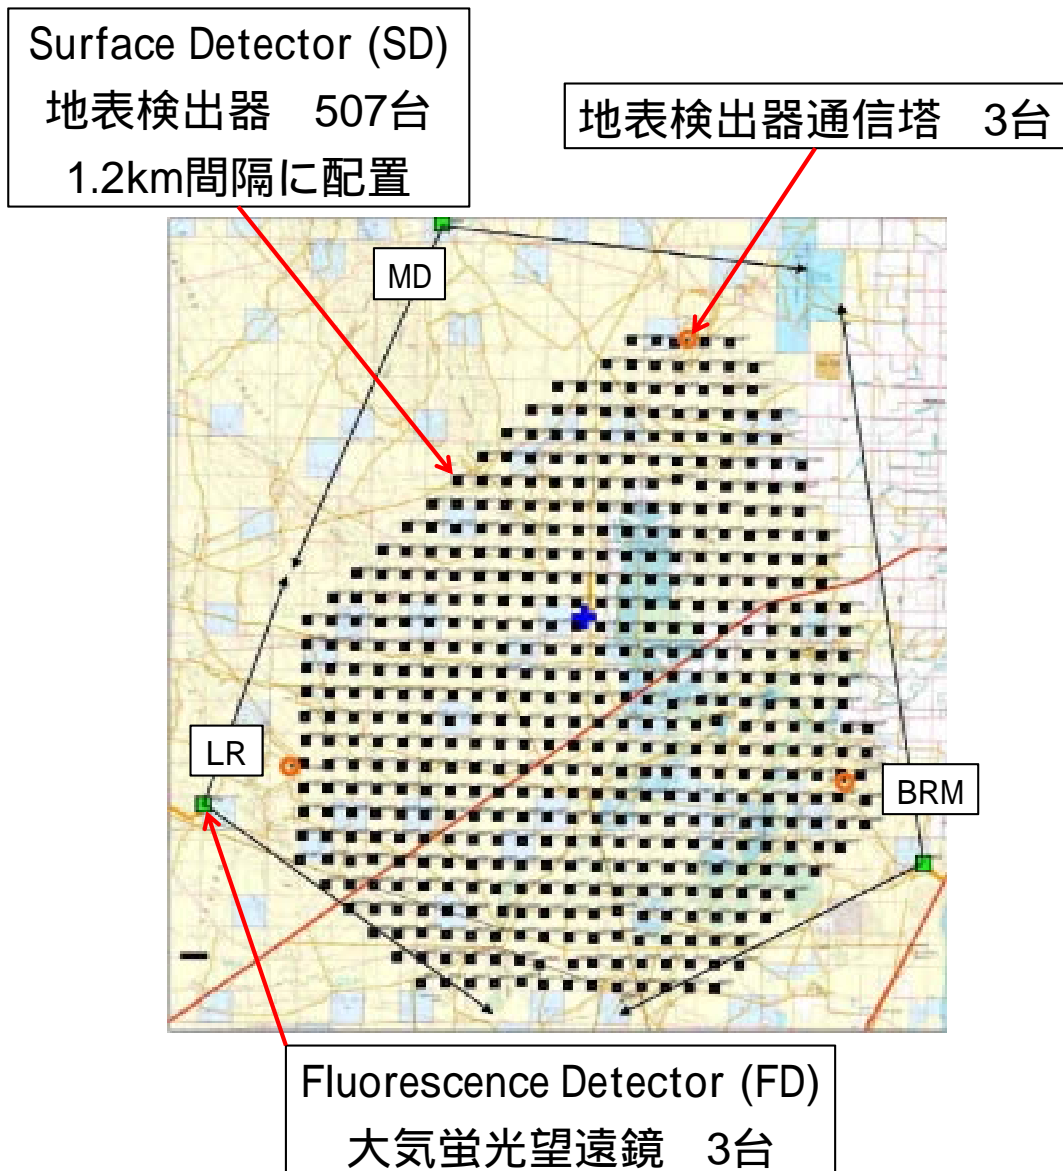 Surface Detector (SD)
地表検出器　507台
1.2km間隔に配置
地表検出器通信塔　3台
MD
LR
BRM
Fluorescence Detector (FD)
大気蛍光望遠鏡　3台